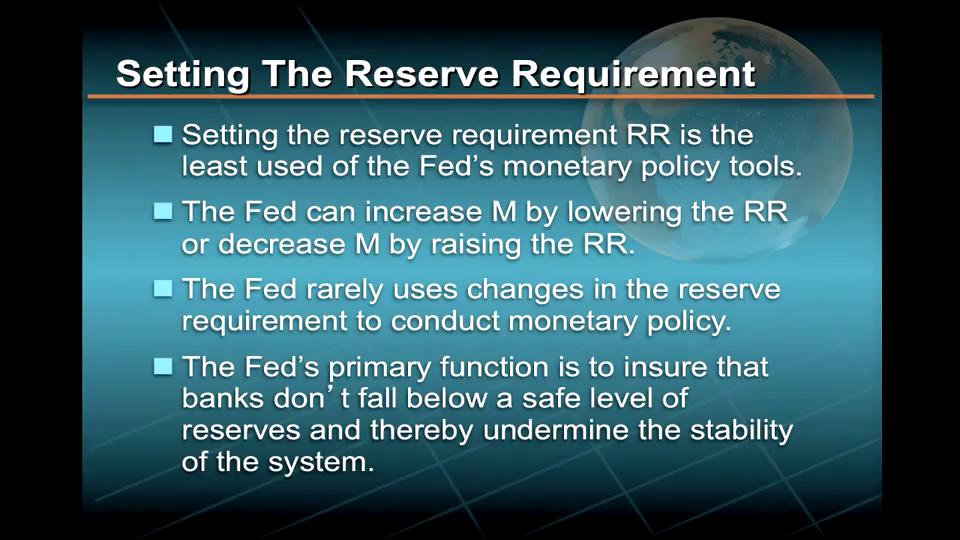 Setting The Reserve Requirement
Setting the reserve requirement RR is the
least used of the Fed’s monetary policy tools.
The Fed can increase M by lowering the RR
or decrease M by raising the RR.
The Fed rarely uses changes in the reserve
requirement to conduct monetary policy.
The Fed’s primary function is to insure that
banks don’t fall below a safe level of
reserves and thereby undermine the stability
of the system.